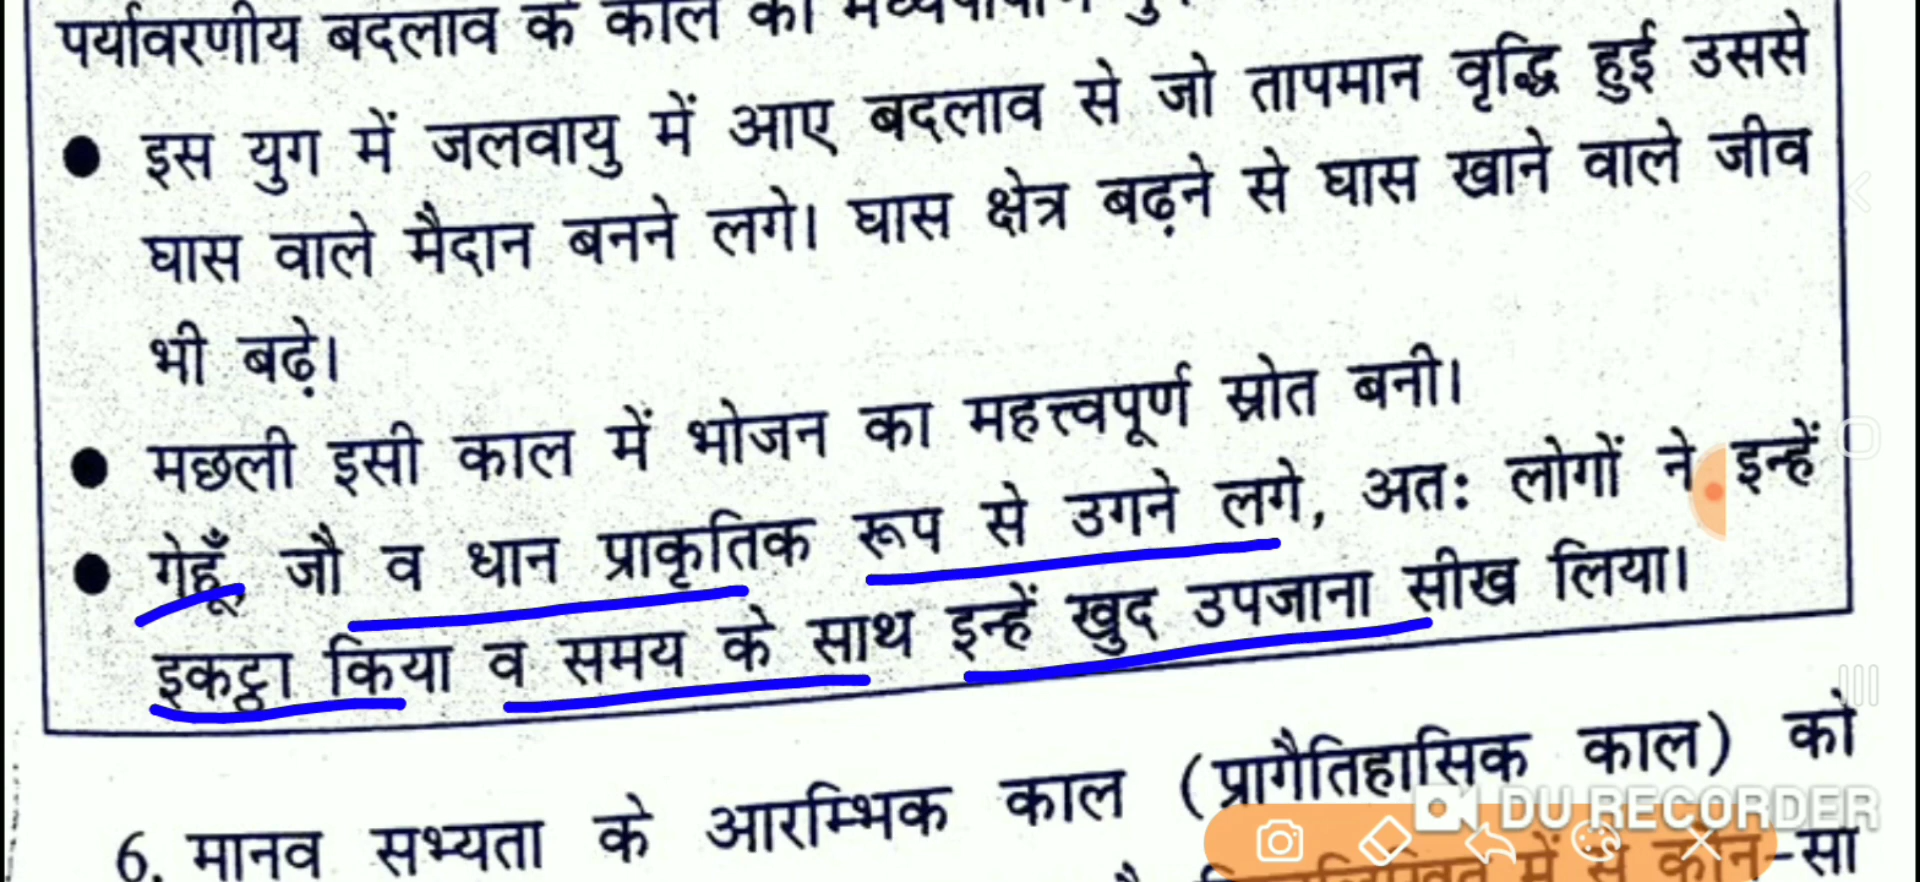 पर्यावरणीय बदलाव के काल को
● इस युग में जलवायु में आए बदलाव से जो तापमान वृद्धि हुई उससे
घास वाले मैदान बनने लगे। घास क्षेत्र बढ़ने से घास खाने वाले जीव
भी बढ़े।
● मछली इसी काल में भोजन का महत्त्वपूर्ण स्रोत बनी।
● गेहूँ, जौ व धान प्राकृतिक रूप से उगने लगे, अतः लोगों ने इन्हें
इकट्ठा किया व समय के साथ इन्हें खुद उपजाना सीख लिया।
6. मानव सभ्यता के आरम्भिक काल (प्रागैतिहासिक काल) को
में से कौन-सा
DU RECORDER